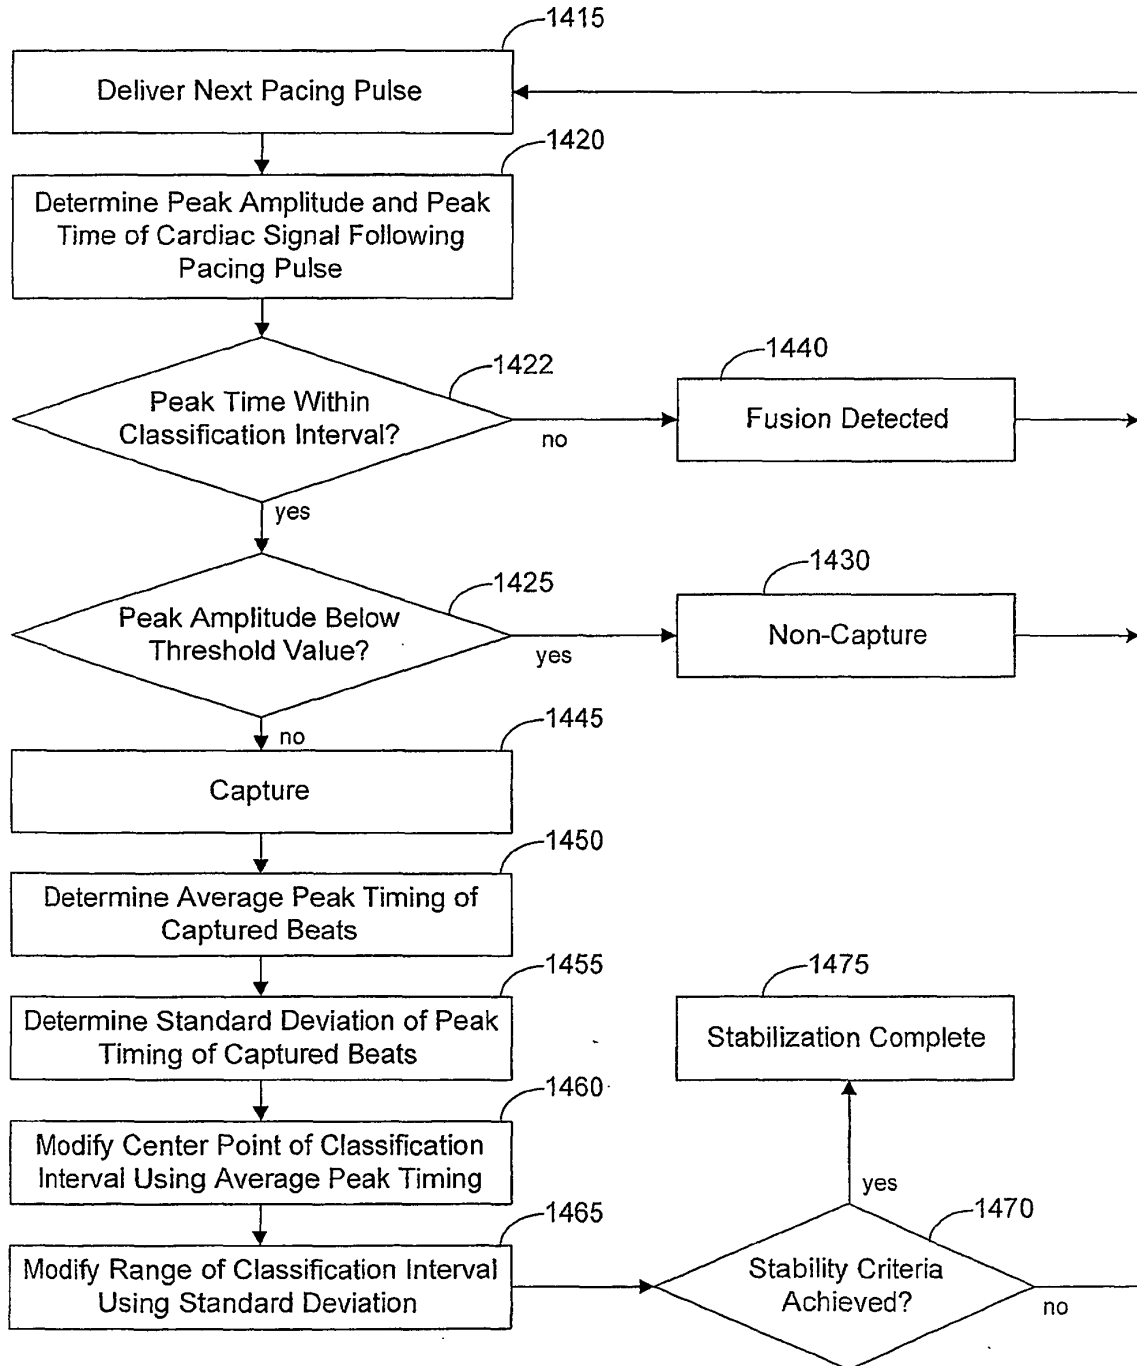 1415
Deliver Next Pacing Pulse
1420
Determine Peak Amplitude and Peak
Time of Cardiac Signal Following
Pacing Pulse
1422
Peak Time Within
Classification Interval?
no
yes
1440
Fusion Detected
1425
Peak Amplitude Below
Threshold Value?
yes
no
1430
Non-Capture
1445
Capture
1450
Determine Average Peak Timing of
Captured Beats
1455
Determine Standard Deviation of Peak
Timing of Captured Beats
1460
Modify Center Point of Classification
Interval Using Average Peak Timing
1465
Modify Range of Classification Interval
Using Standard Deviation
1475
Stabilization Complete
yes
1470
Stability Criteria
Achieved?
no